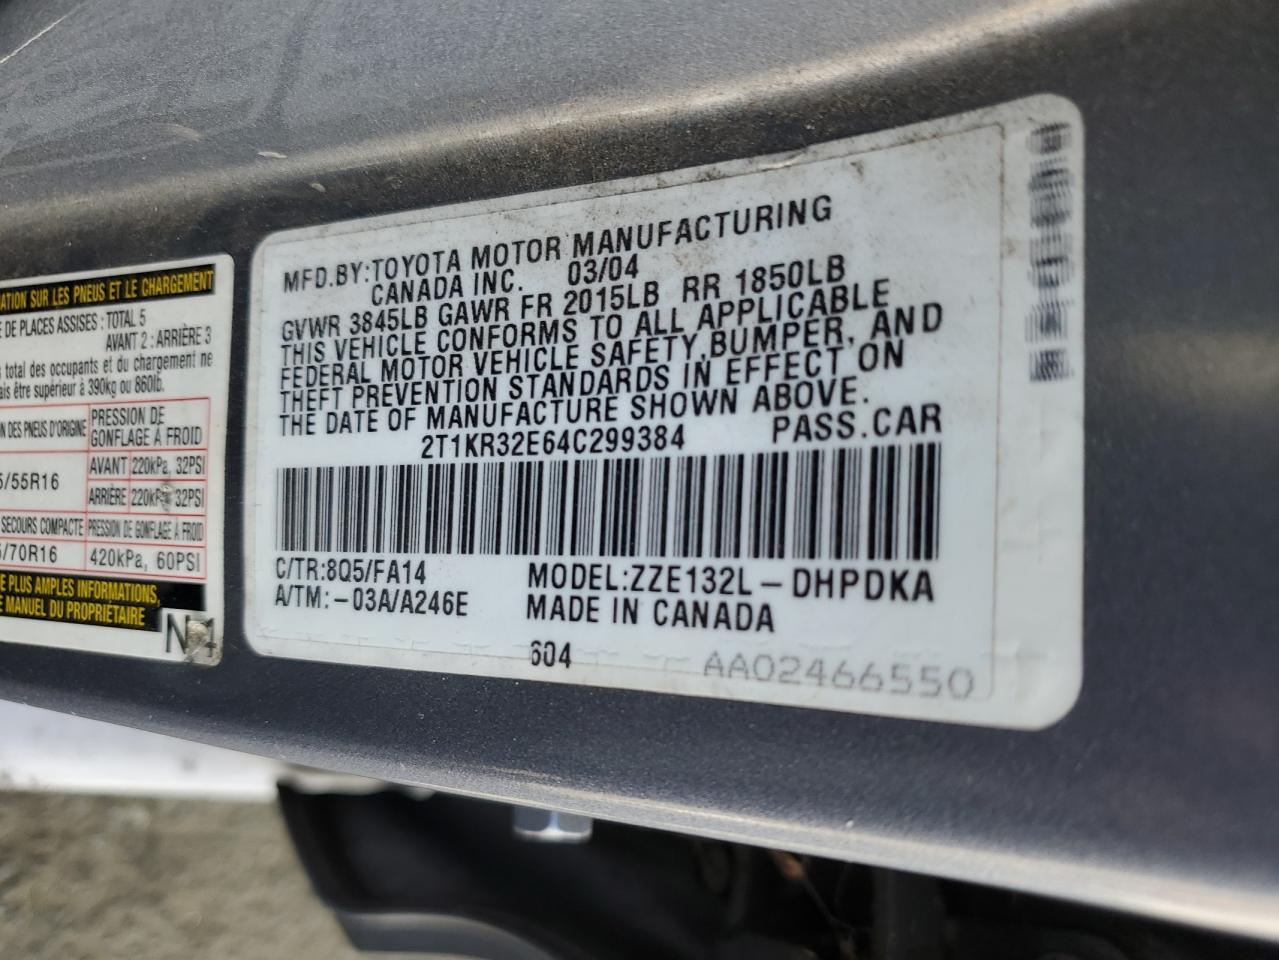 ATION SUR LES PNEUS ET LE CHARGEMENT
E DE PLACES ASSISES : TOTAL 5
AVANT 2 : ARRIÈRE 3
total des occupants et du chargement ne
ais être supérieur à 390kg ou 860lb.
ON DES PNEUS D'ORIGINE PRESSION DE GONFLAGE À FROID
5/55R16 AVANT 220kPa, 32PSI
ARRIÈRE 220kPa, 32PSI
SECOURS COMPACTE PRESSION DE GONFLAGE À FROID
/70R16 420kPa, 60PSI
E PLUS AMPLES INFORMATIONS,
E MANUEL DU PROPRIÉTAIRE
MFD.BY:TOYOTA MOTOR MANUFACTURING
CANADA INC. 03/04
GVWR 3845LB GAWR FR 2015LB RR 1850LB
THIS VEHICLE CONFORMS TO ALL APPLICABLE
FEDERAL MOTOR VEHICLE SAFETY,BUMPER, AND
THEFT PREVENTION STANDARDS IN EFFECT ON
THE DATE OF MANUFACTURE SHOWN ABOVE.
2T1KR32E64C299384 PASS.CAR
C/TR:8Q5/FA14 MODEL:ZZE132L-DHPDKA
A/TM:-03A/A246E MADE IN CANADA
604
AA02466550